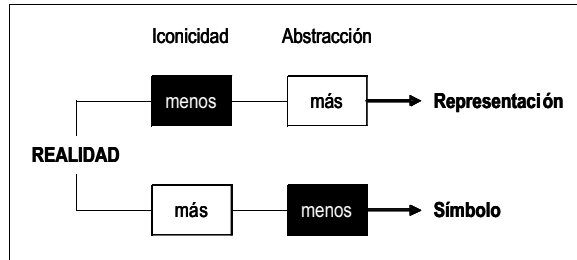 Iconicidad Abstracción
menos más Representación
REALIDAD
más menos Símbolo